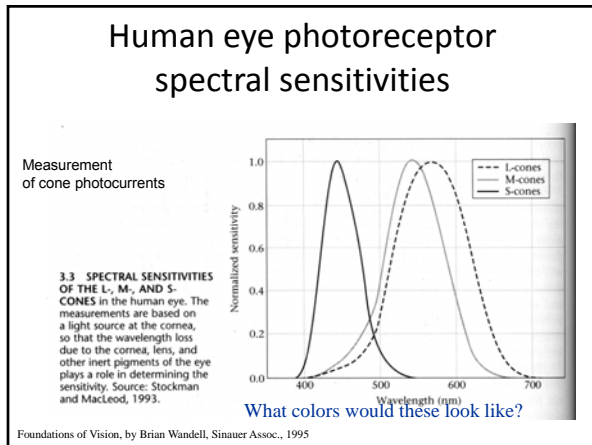 Human eye photoreceptor
spectral sensitivities
Measurement
of cone photocurrents
3.3 SPECTRAL SENSITIVITIES
OF THE L-, M-, AND S-
CONES in the human eye. The
measurements are based on
a light source at the cornea,
so that the wavelength loss
due to the cornea, lens, and
other inert pigments of the eye
plays a role in determining the
sensitivity. Source: Stockman
and MacLeod, 1993.
Normalized sensitivity
1.0
0.8
0.6
0.4
0.2
0.0
L-cones
M-cones
S-cones
400 500 600 700
Wavelength (nm)
What colors would these look like?
Foundations of Vision, by Brian Wandell, Sinauer Assoc., 1995